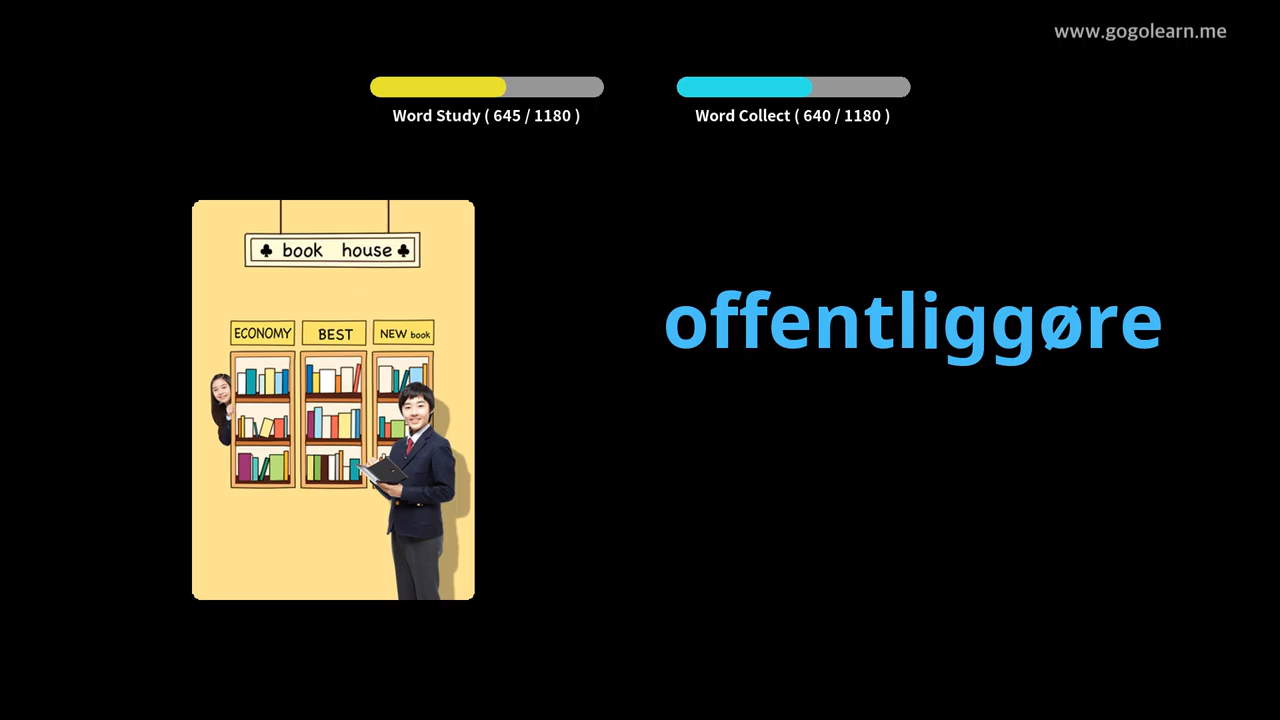 www.gogolearn.me
Word Study ( 645 / 1180 )
Word Collect ( 640 / 1180 )
♣ book house ♣
ECONOMY
BEST
NEW book
offentliggøre